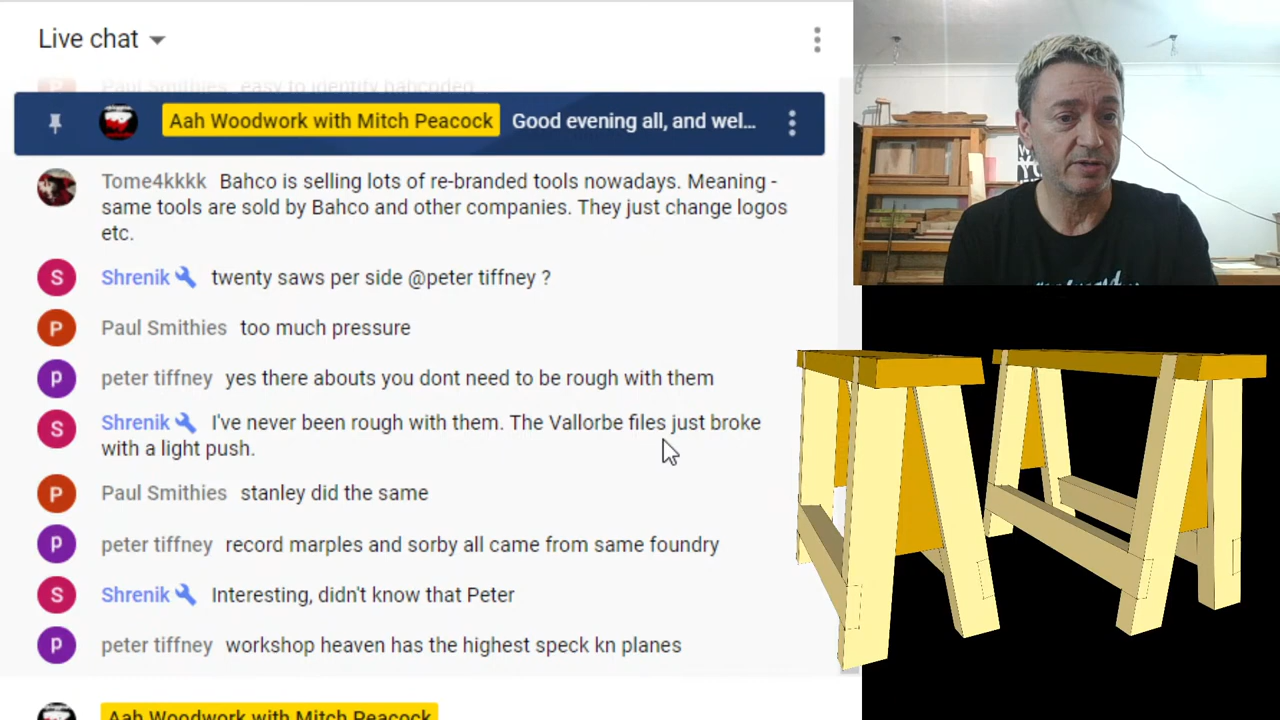 Live chat
Paul Smithies easy to identify bahcoded
Aah Woodwork with Mitch Peacock Good evening all, and wel...
Tome4kkkk Bahco is selling lots of re-branded tools nowadays. Meaning -
same tools are sold by Bahco and other companies. They just change logos
etc.
S Shrenik twenty saws per side @peter tiffney ?
P Paul Smithies too much pressure
p peter tiffney yes there abouts you dont need to be rough with them
S Shrenik I've never been rough with them. The Vallorbe files just broke
with a light push.
P Paul Smithies stanley did the same
p peter tiffney record marples and sorby all came from same foundry
S Shrenik Interesting, didn't know that Peter
p peter tiffney workshop heaven has the highest speck kn planes
Aah Woodwork with Mitch Peacock